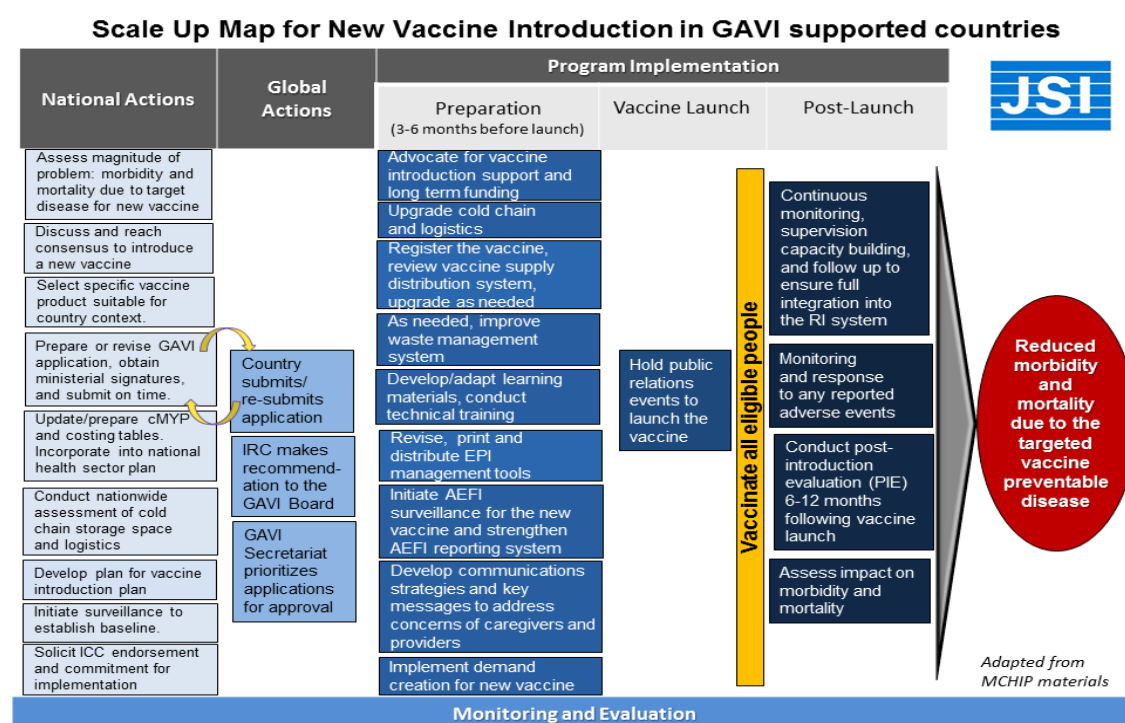 Scale Up Map for New Vaccine Introduction in GAVI supported countries
National Actions
Global
Actions
Program Implementation
Preparation
(3-6 months before launch)
Vaccine Launch
Post-Launch
JSI
Assess magnitude of
problem: morbidity and
mortality due to target
disease for new vaccine
Discuss and reach
consensus to introduce
a new vaccine
Select specific vaccine
product suitable for
country context.
Prepare or revise GAVI
application, obtain
ministerial signatures,
and submit on time.
Update/prepare cMYP
and costing tables.
Incorporate into national
health sector plan
Conduct nationwide
assessment of cold
chain storage space
and logistics
Develop plan for vaccine
introduction plan
Initiate surveillance to
establish baseline.
Solicit ICC endorsement
and commitment for
implementation
Country
submits/
re-submits
application
IRC makes
recommend-
ation to the
GAVI Board
GAVI
Secretariat
prioritizes
applications
for approval
Advocate for vaccine
introduction support and
long term funding
Upgrade cold chain
and logistics
Register the vaccine,
review vaccine supply
distribution system,
upgrade as needed
As needed, improve
waste management
system
Develop/adapt learning
materials, conduct
technical training
Revise, print and
distribute EPI
management tools
Initiate AEFI
surveillance for the new
vaccine and strengthen
AEFI reporting system
Develop communications
strategies and key
messages to address
concerns of caregivers and
providers
Implement demand
creation for new vaccine
Hold public
relations
events to
launch the
vaccine
Vaccinate all eligible people
Continuous
monitoring,
supervision
capacity building,
and follow up to
ensure full
integration into
the RI system
Monitoring
and response
to any reported
adverse events
Conduct post-
introduction
evaluation (PIE)
6-12 months
following vaccine
launch
Assess impact on
morbidity and
mortality
Reduced
morbidity
and
mortality
due to the
targeted
vaccine
preventable
disease
Adapted from
MCHIP materials
Monitoring and Evaluation